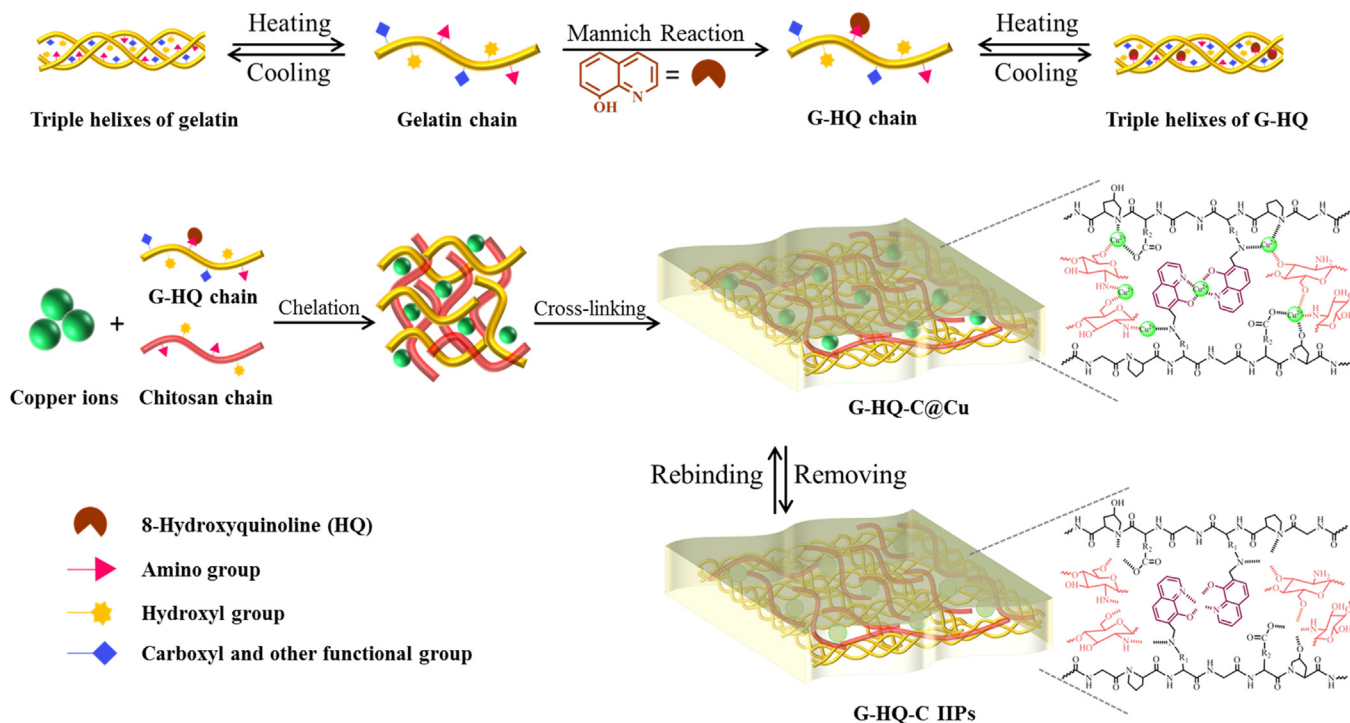 Heating
Cooling
Mannich Reaction
OH
N
=
Heating
Cooling
Triple helixes of gelatin
Gelatin chain
G-HQ chain
Triple helixes of G-HQ
G-HQ chain
+
Chelation
Cross-linking
Copper ions
Chitosan chain
G-HQ-C@Cu
Rebinding
Removing
8-Hydroxyquinoline (HQ)
Amino group
Hydroxyl group
Carboxyl and other functional group
G-HQ-C IIPs